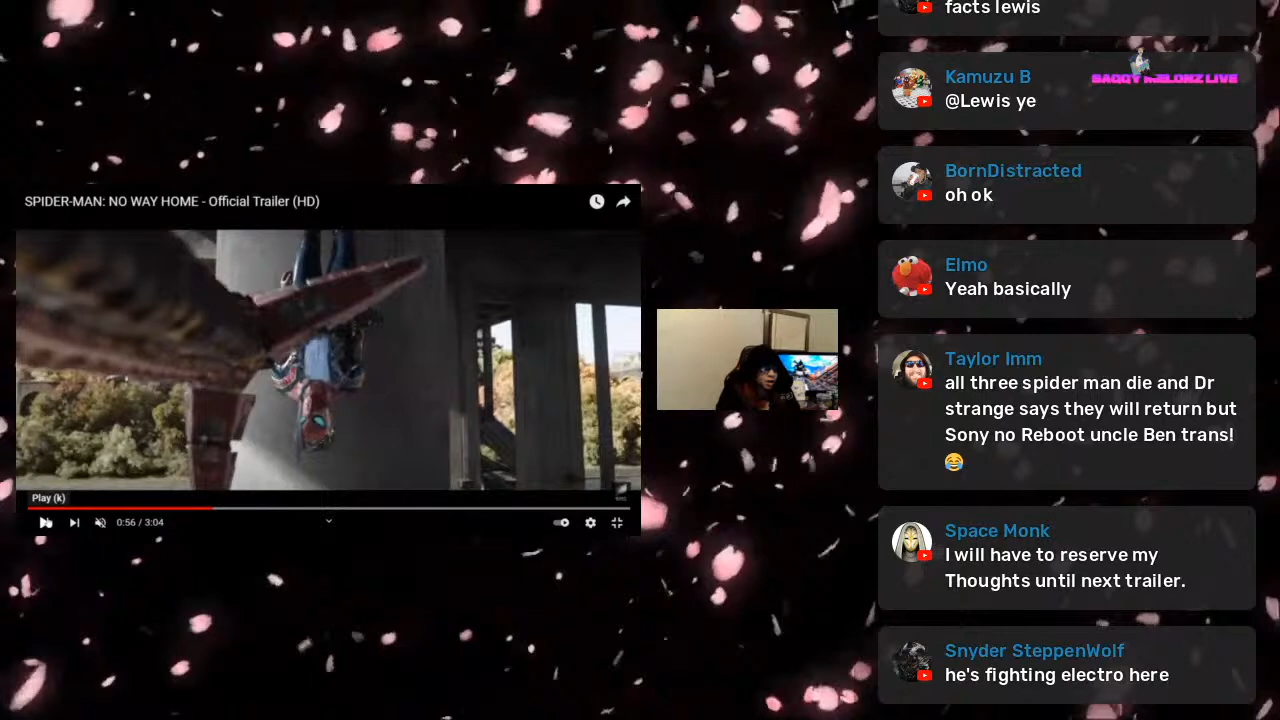 facts lewis
Kamuzu B
SAGGY MELONZ LIVE
@Lewis ye
BornDistracted
oh ok
SPIDER-MAN: NO WAY HOME - Official Trailer (HD)
Elmo
Yeah basically
Taylor Imm
all three spider man die and Dr
strange says they will return but
Sony no Reboot uncle Ben trans!
😂
Play (k)
0:56 / 3:04
Space Monk
I will have to reserve my
Thoughts until next trailer.
Snyder SteppenWolf
he's fighting electro here